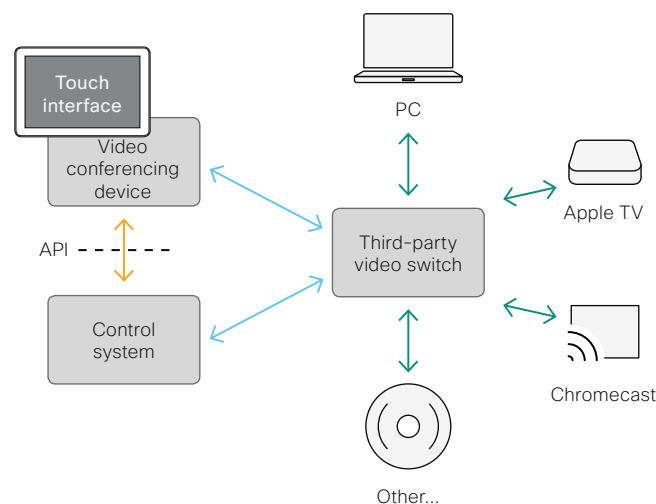 Touch
interface
PC
Video
conferencing
device
Apple TV
API
Third-party
video switch
Control
system
Chromecast
Other...